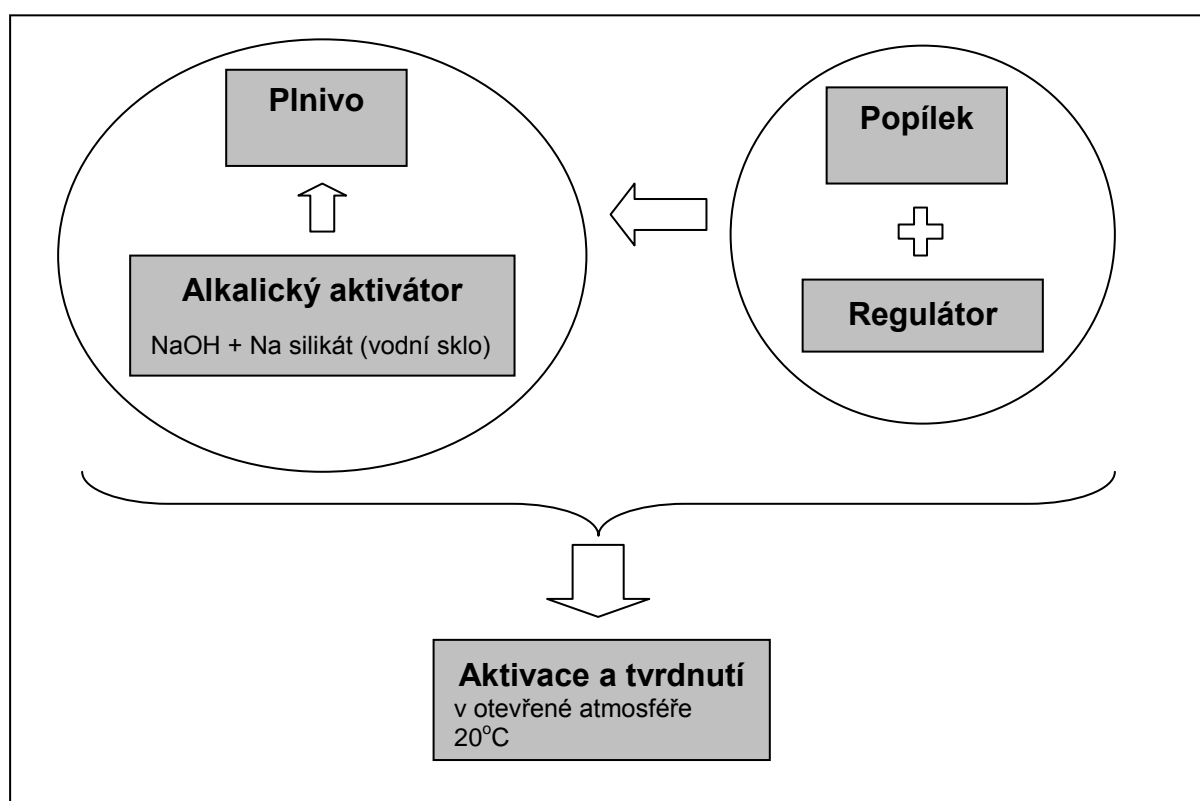 Plnivo
Alkalický aktivátor
NaOH + Na silikát (vodní sklo)
Popílek
Regulátor
Aktivace a tvrdnutí
v otevřené atmosféře
20°C